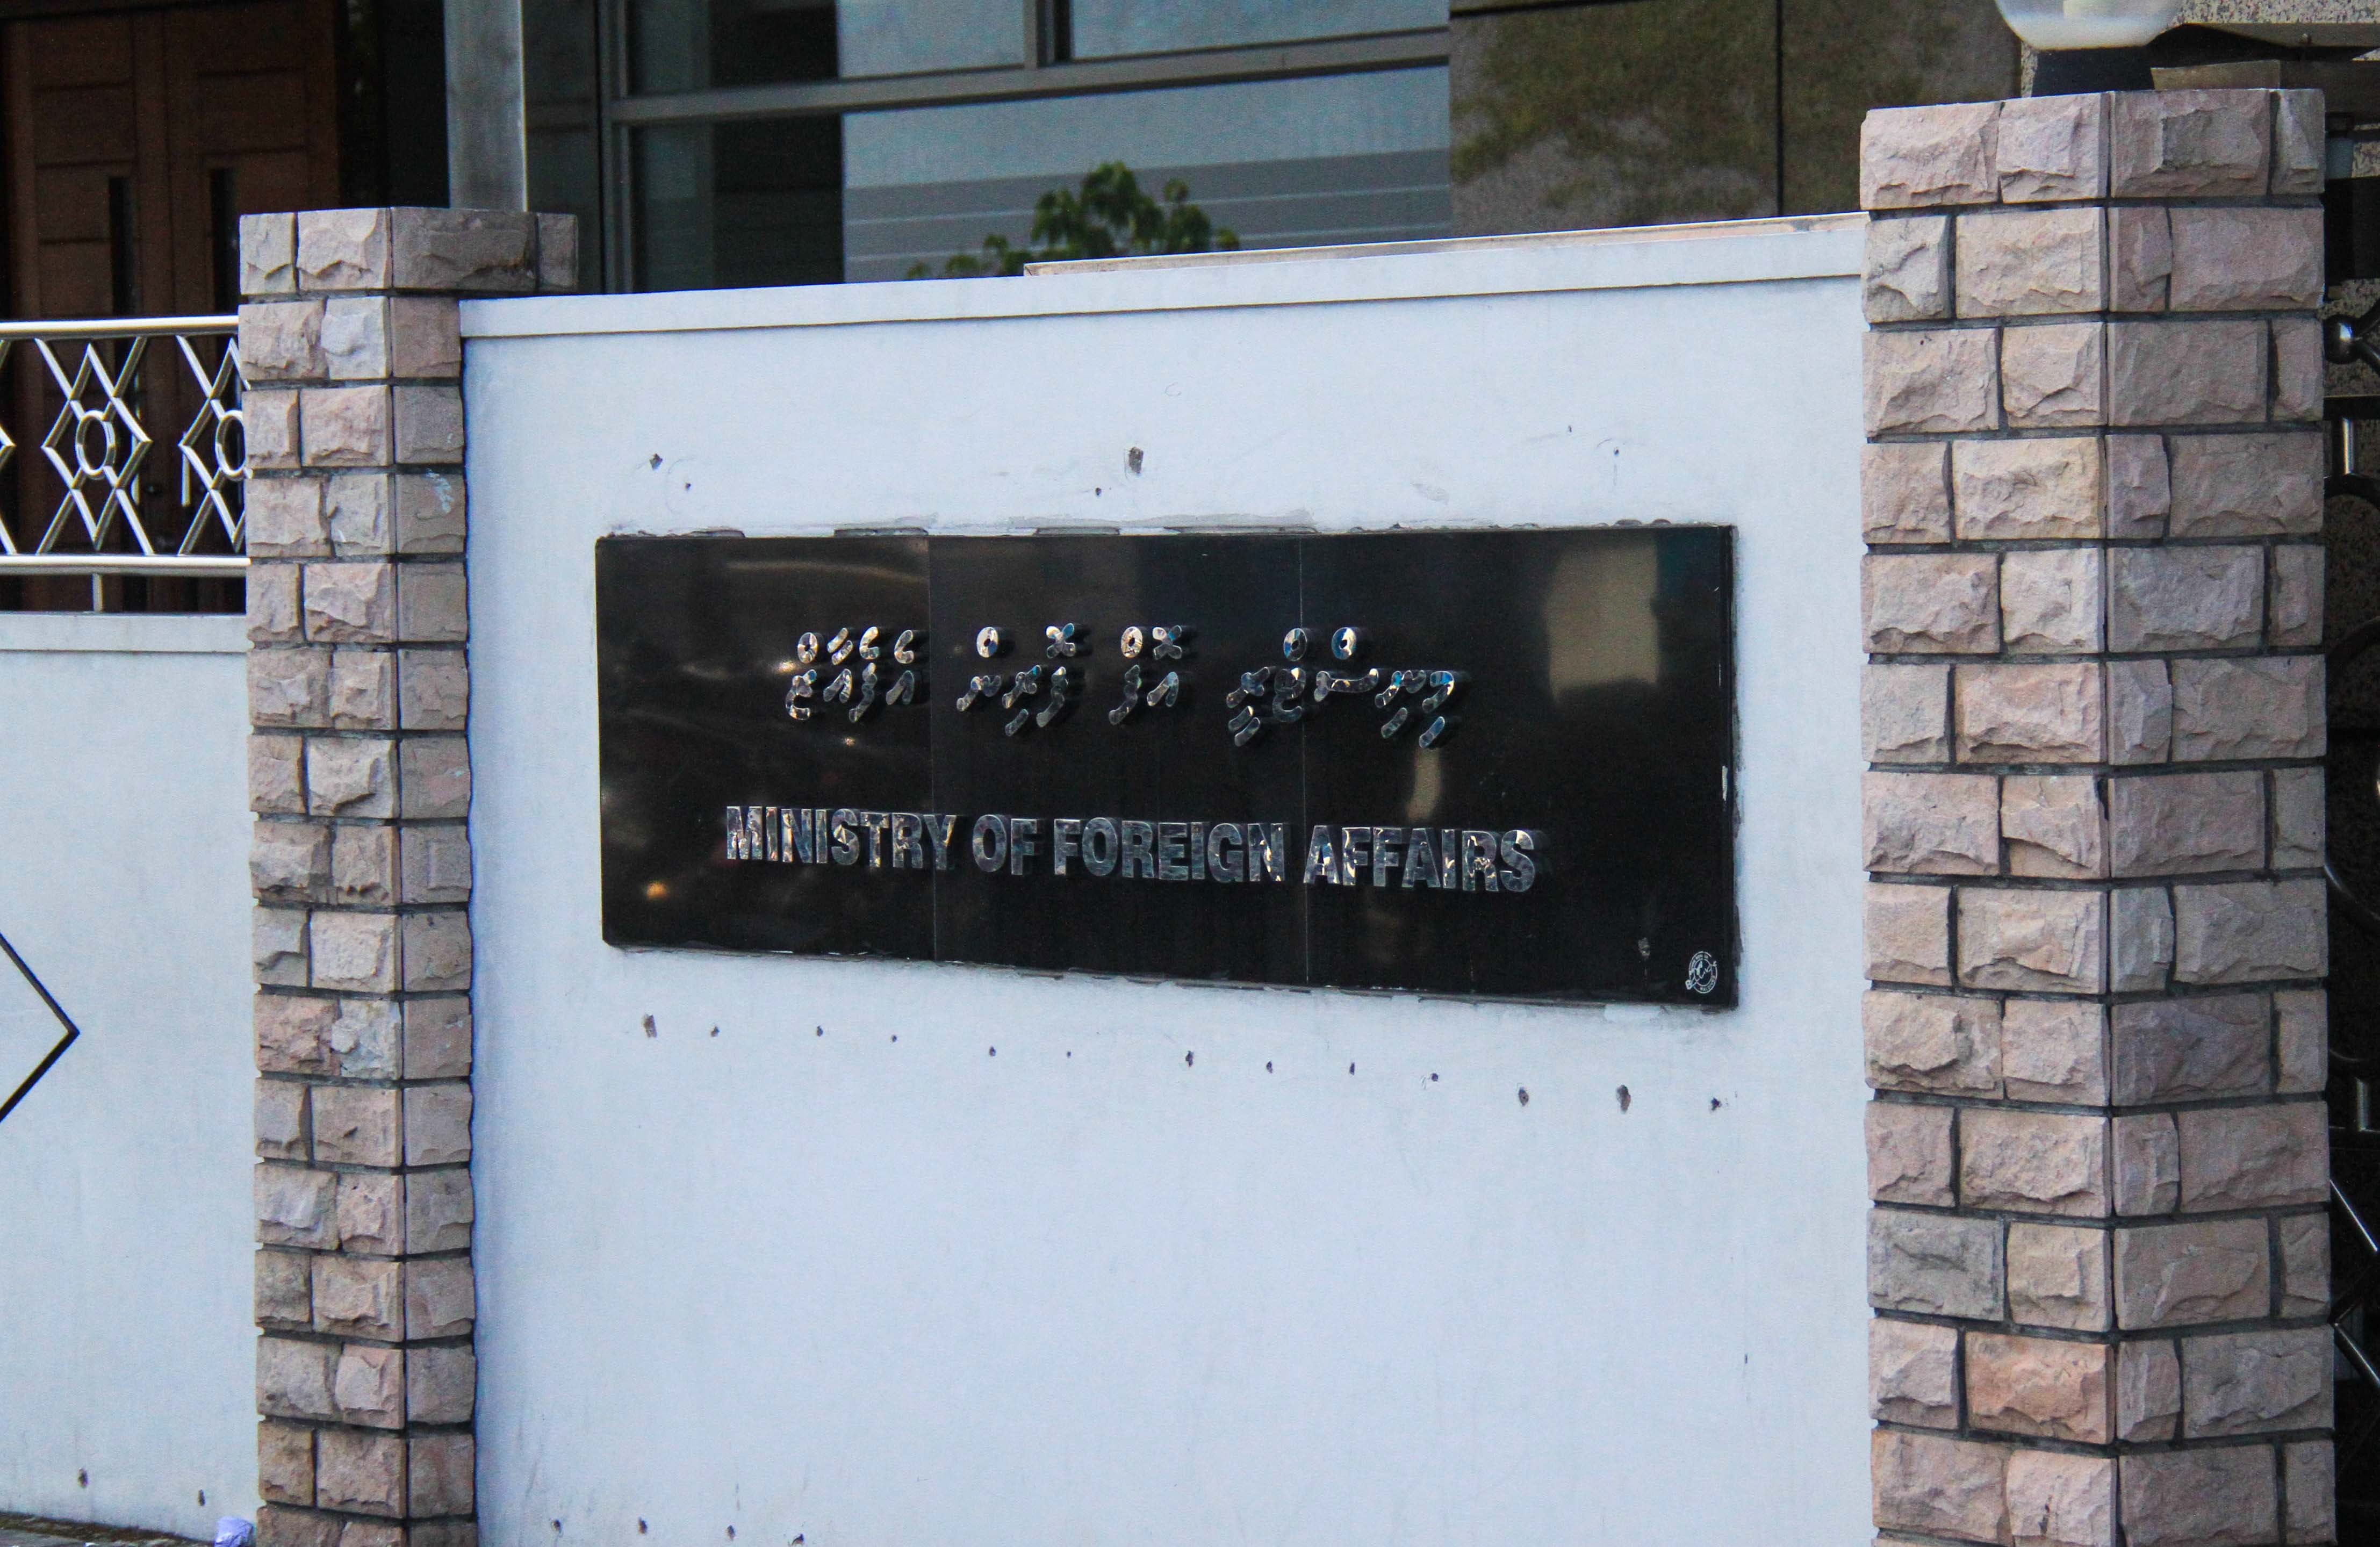 މިނިސްޓްރީ އޮފް ފޮރިން އެފެއާޒް
MINISTRY OF FOREIGN AFFAIRS